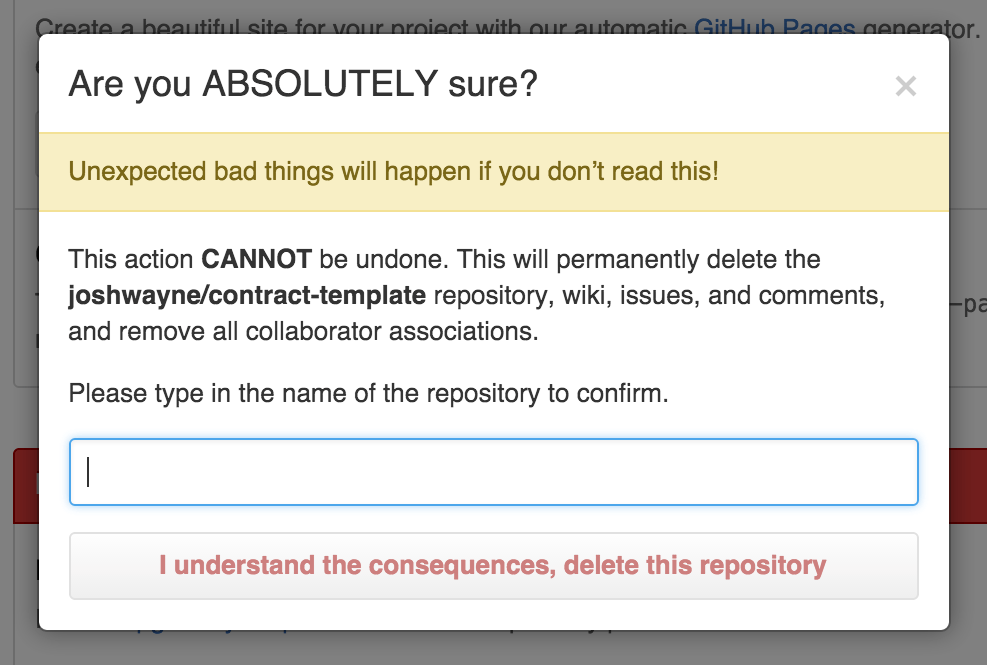 Create a beautiful site for your project with our automatic GitHub Pages generator.
Are you ABSOLUTELY sure?
×
Unexpected bad things will happen if you don’t read this!
This action CANNOT be undone. This will permanently delete the
joshwayne/contract-template repository, wiki, issues, and comments,
and remove all collaborator associations.
Please type in the name of the repository to confirm.
I understand the consequences, delete this repository